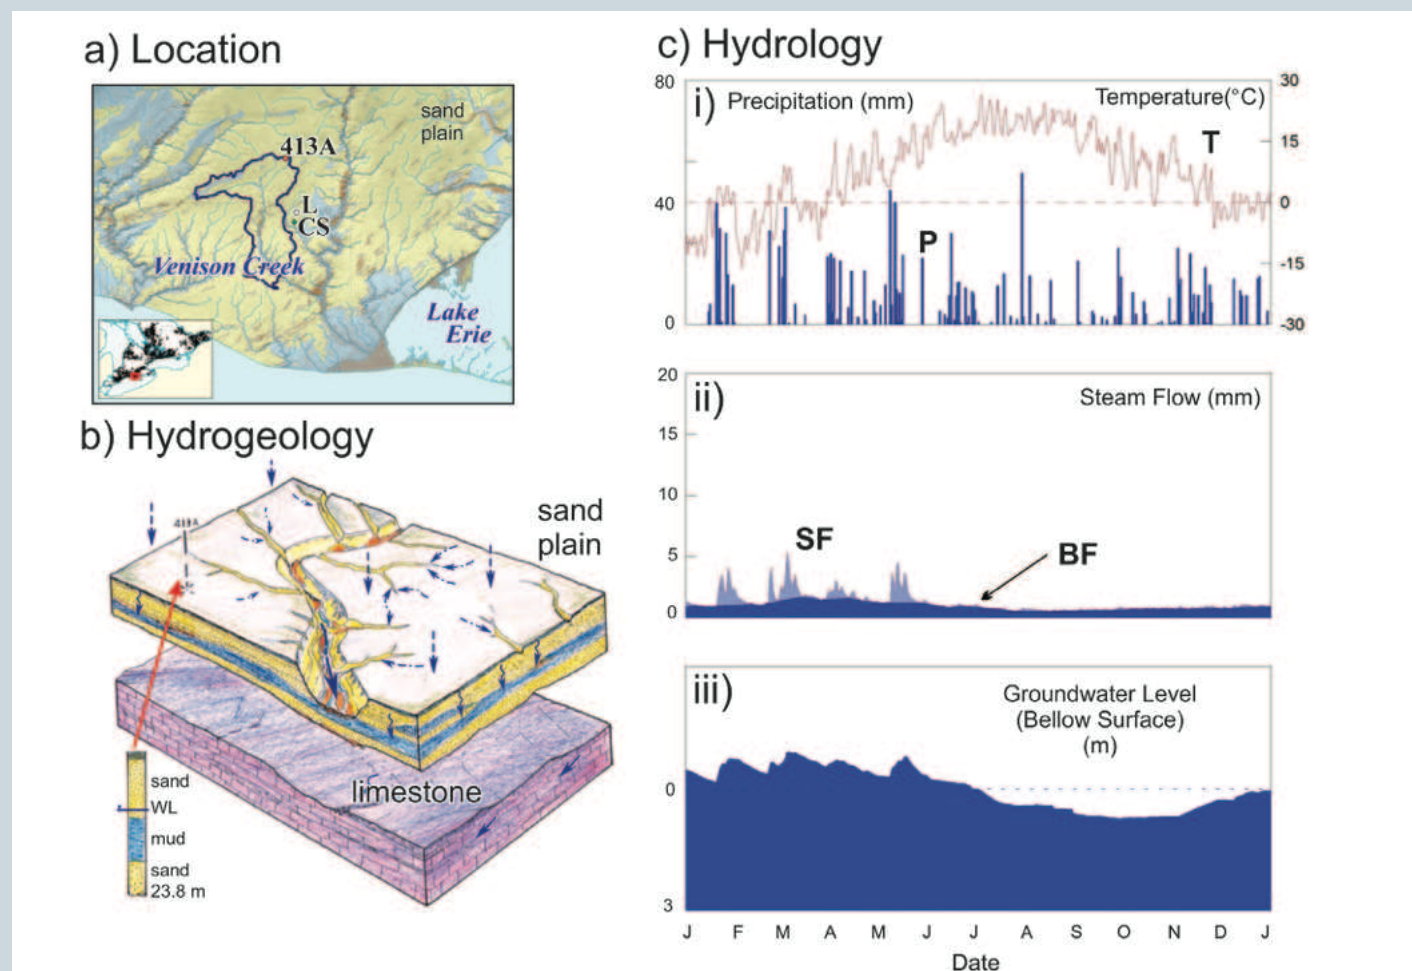 a) Location
sand
plain
413A
L
CS
Venison Creek
Lake
Erie
b) Hydrogeology
sand
plain
413A
limestone
sand
WL
mud
sand
23.8 m
c) Hydrology
i) Precipitation (mm) Temperature(°C)
80
40
0
30
15
0
-15
-30
T
P
ii) Steam Flow (mm)
20
15
10
5
0
SF
BF
iii) Groundwater Level
(Bellow Surface)
(m)
0
3
J F M A M J J A S O N D J
Date